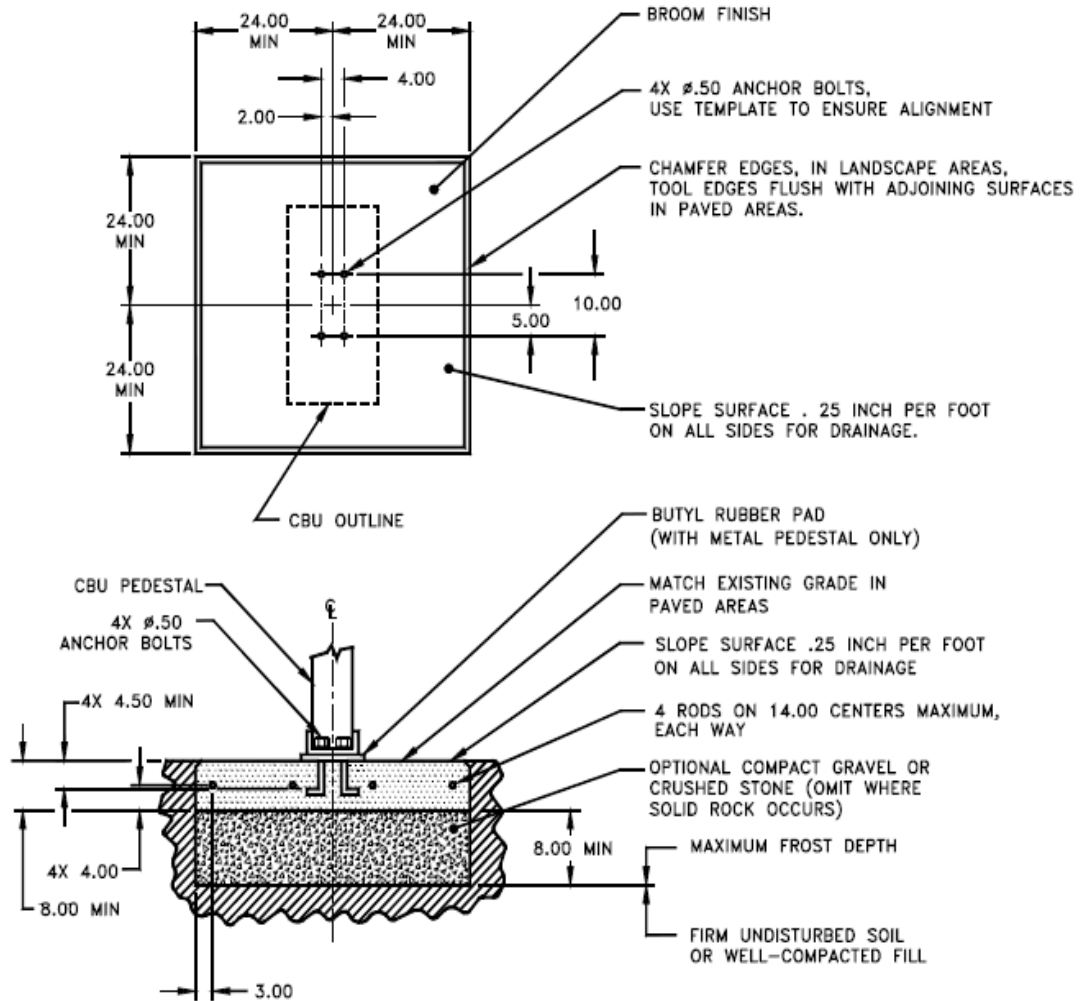 24.00
MIN
24.00
MIN
BROOM FINISH
4.00
4X ø.50 ANCHOR BOLTS,
USE TEMPLATE TO ENSURE ALIGNMENT
2.00
CHAMFER EDGES, IN LANDSCAPE AREAS,
TOOL EDGES FLUSH WITH ADJOINING SURFACES
IN PAVED AREAS.
24.00
MIN
10.00
5.00
24.00
MIN
SLOPE SURFACE . 25 INCH PER FOOT
ON ALL SIDES FOR DRAINAGE.
CBU OUTLINE
BUTYL RUBBER PAD
(WITH METAL PEDESTAL ONLY)
CBU PEDESTAL
MATCH EXISTING GRADE IN
PAVED AREAS
℄
4X ø.50
ANCHOR BOLTS
SLOPE SURFACE .25 INCH PER FOOT
ON ALL SIDES FOR DRAINAGE
4X 4.50 MIN
4 RODS ON 14.00 CENTERS MAXIMUM,
EACH WAY
OPTIONAL COMPACT GRAVEL OR
CRUSHED STONE (OMIT WHERE
SOLID ROCK OCCURS)
8.00 MIN
MAXIMUM FROST DEPTH
4X 4.00
8.00 MIN
FIRM UNDISTURBED SOIL
OR WELL-COMPACTED FILL
3.00